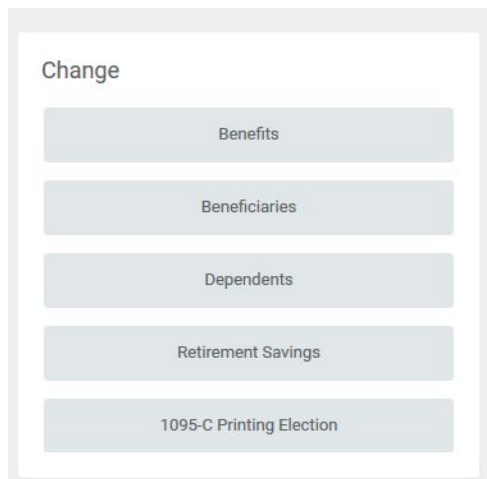 Change
Benefits
Beneficiaries
Dependents
Retirement Savings
1095-C Printing Election